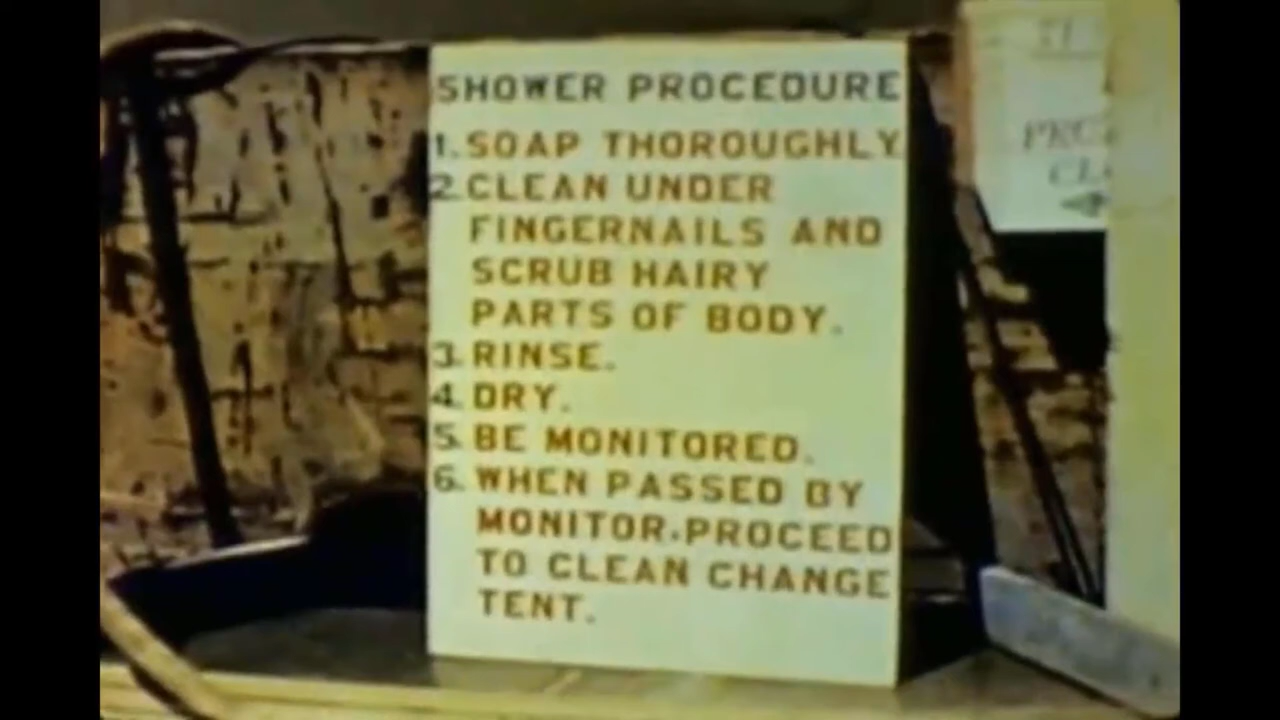 SHOWER PROCEDURE
1. SOAP THOROUGHLY
2. CLEAN UNDER
FINGERNAILS AND
SCRUB HAIRY
PARTS OF BODY.
3. RINSE.
4. DRY.
5. BE MONITORED.
6. WHEN PASSED BY
MONITOR, PROCEED
TO CLEAN CHANGE
TENT.